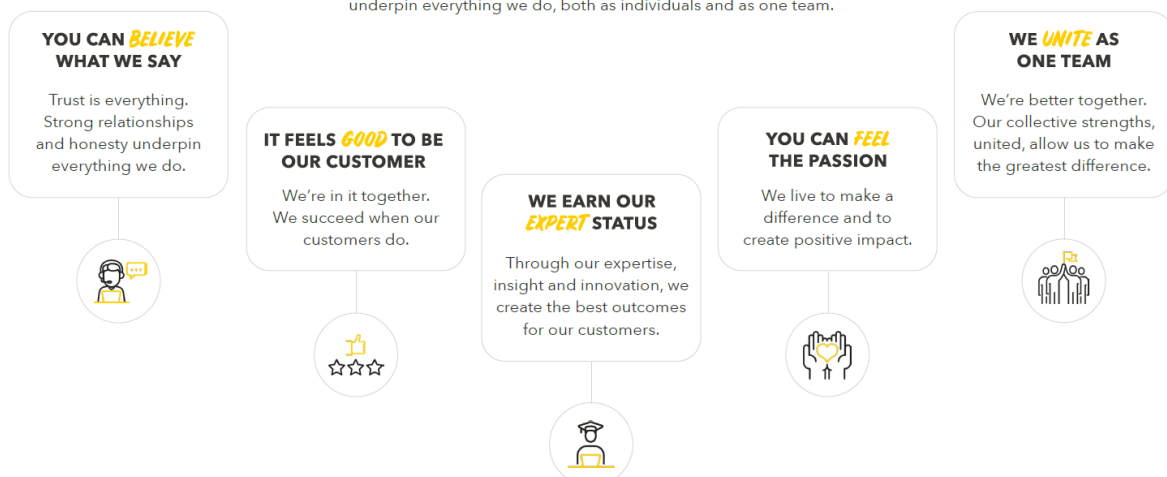 underpin everything we do, both as individuals and as one team.
YOU CAN BELIEVE
WHAT WE SAY
Trust is everything.
Strong relationships
and honesty underpin
everything we do.
IT FEELS GOOD TO BE
OUR CUSTOMER
We’re in it together.
We succeed when our
customers do.
WE EARN OUR
EXPERT STATUS
Through our expertise,
insight and innovation, we
create the best outcomes
for our customers.
YOU CAN FEEL
THE PASSION
We live to make a
difference and to
create positive impact.
WE UNITE AS
ONE TEAM
We’re better together.
Our collective strengths,
united, allow us to make
the greatest difference.